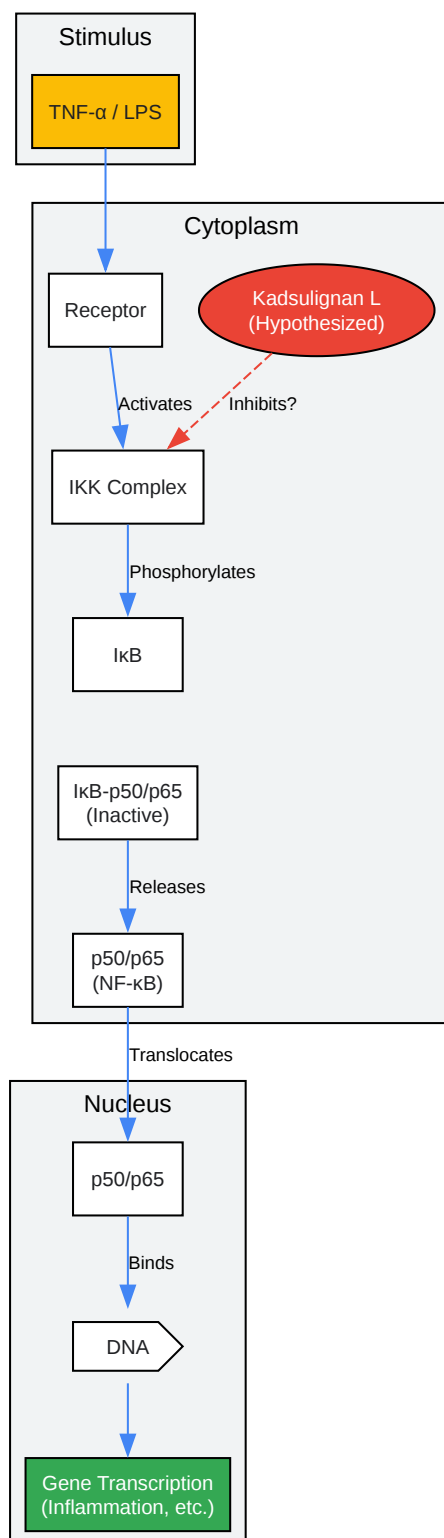 Stimulus
TNF-α / LPS
Cytoplasm
Receptor
Kadsulignan L
(Hypothesized)
Activates
Inhibits?
IKK Complex
Phosphorylates
IκB
IκB-p50/p65
(Inactive)
Releases
p50/p65
(NF-κB)
Translocates
Nucleus
p50/p65
Binds
DNA
Gene Transcription
(Inflammation, etc.)